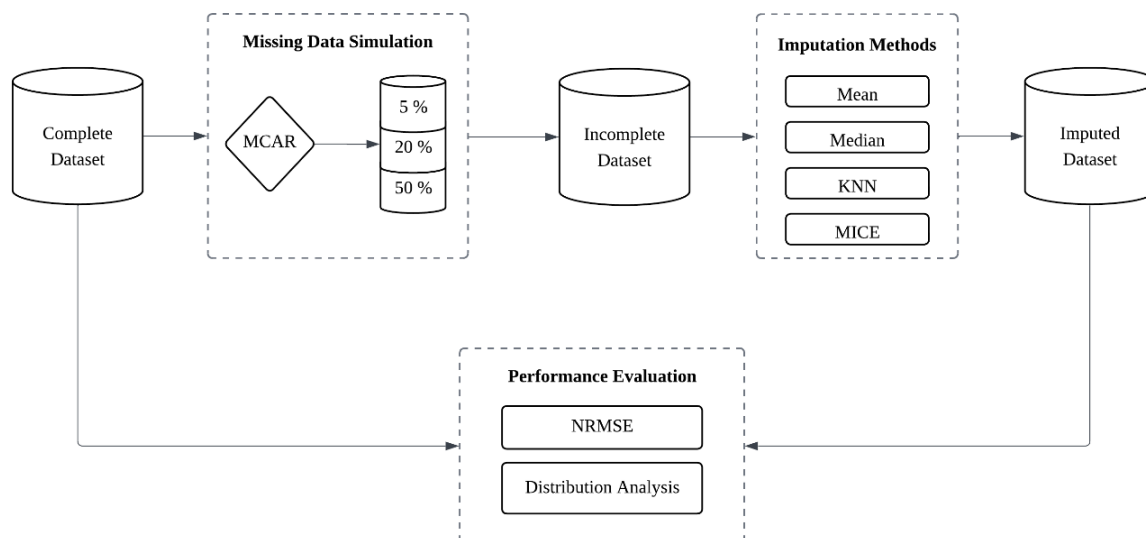 Missing Data Simulation
Imputation Methods
Complete
Dataset
MCAR
5 %
20 %
50 %
Incomplete
Dataset
Mean
Median
KNN
MICE
Imputed
Dataset
Performance Evaluation
NRMSE
Distribution Analysis